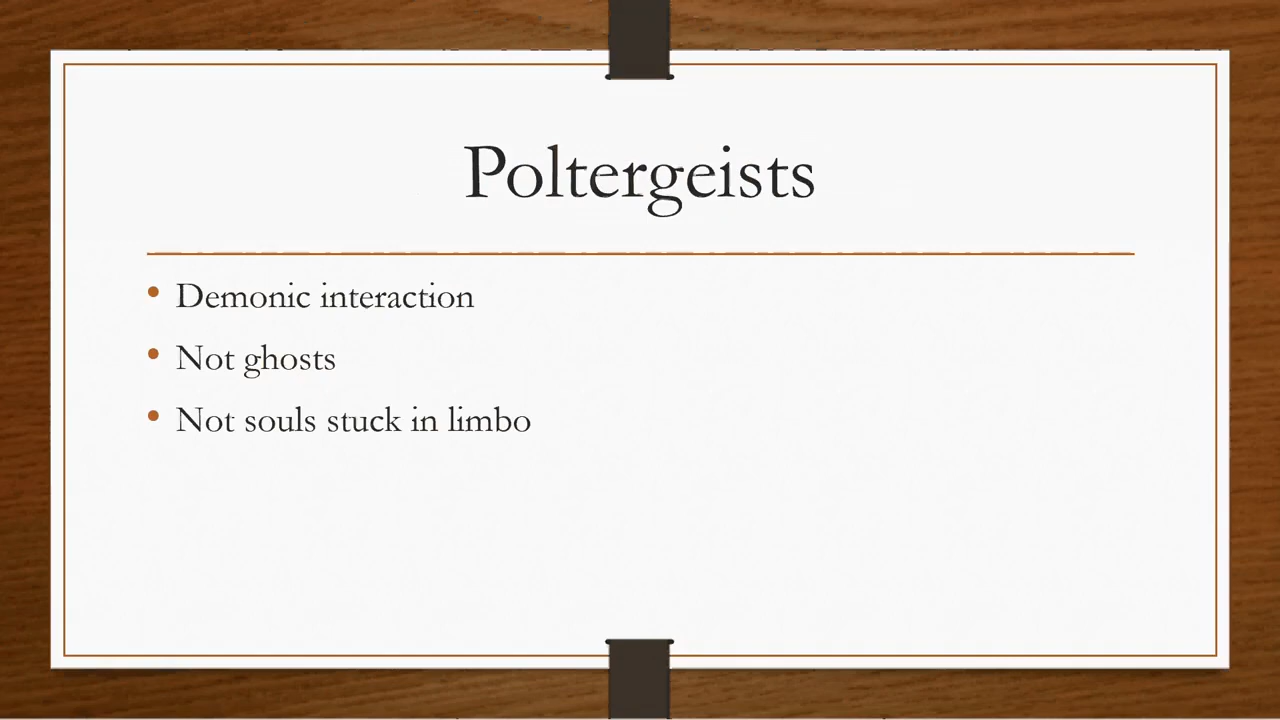 Poltergeists
• Demonic interaction
• Not ghosts
• Not souls stuck in limbo